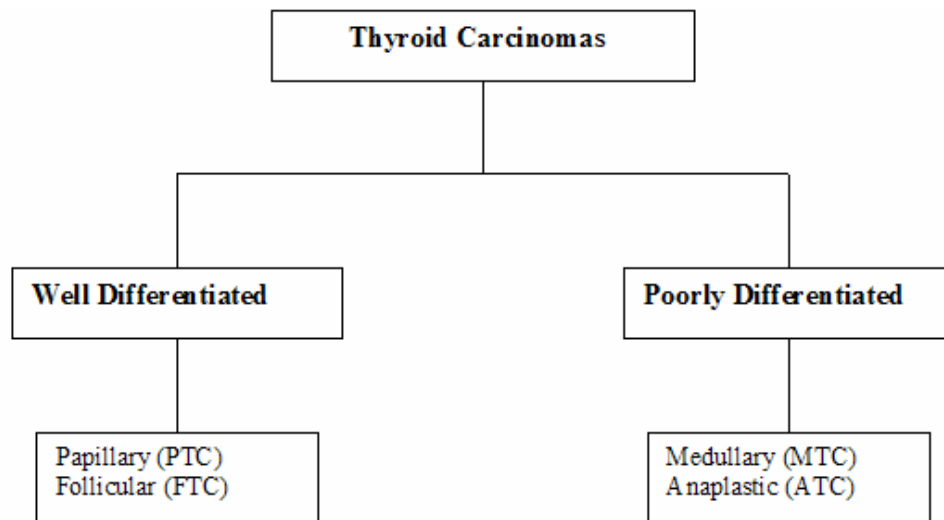 Thyroid Carcinomas
Well Differentiated
Poorly Differentiated
Papillary (PTC)
Follicular (FTC)
Medullary (MTC)
Anaplastic (ATC)